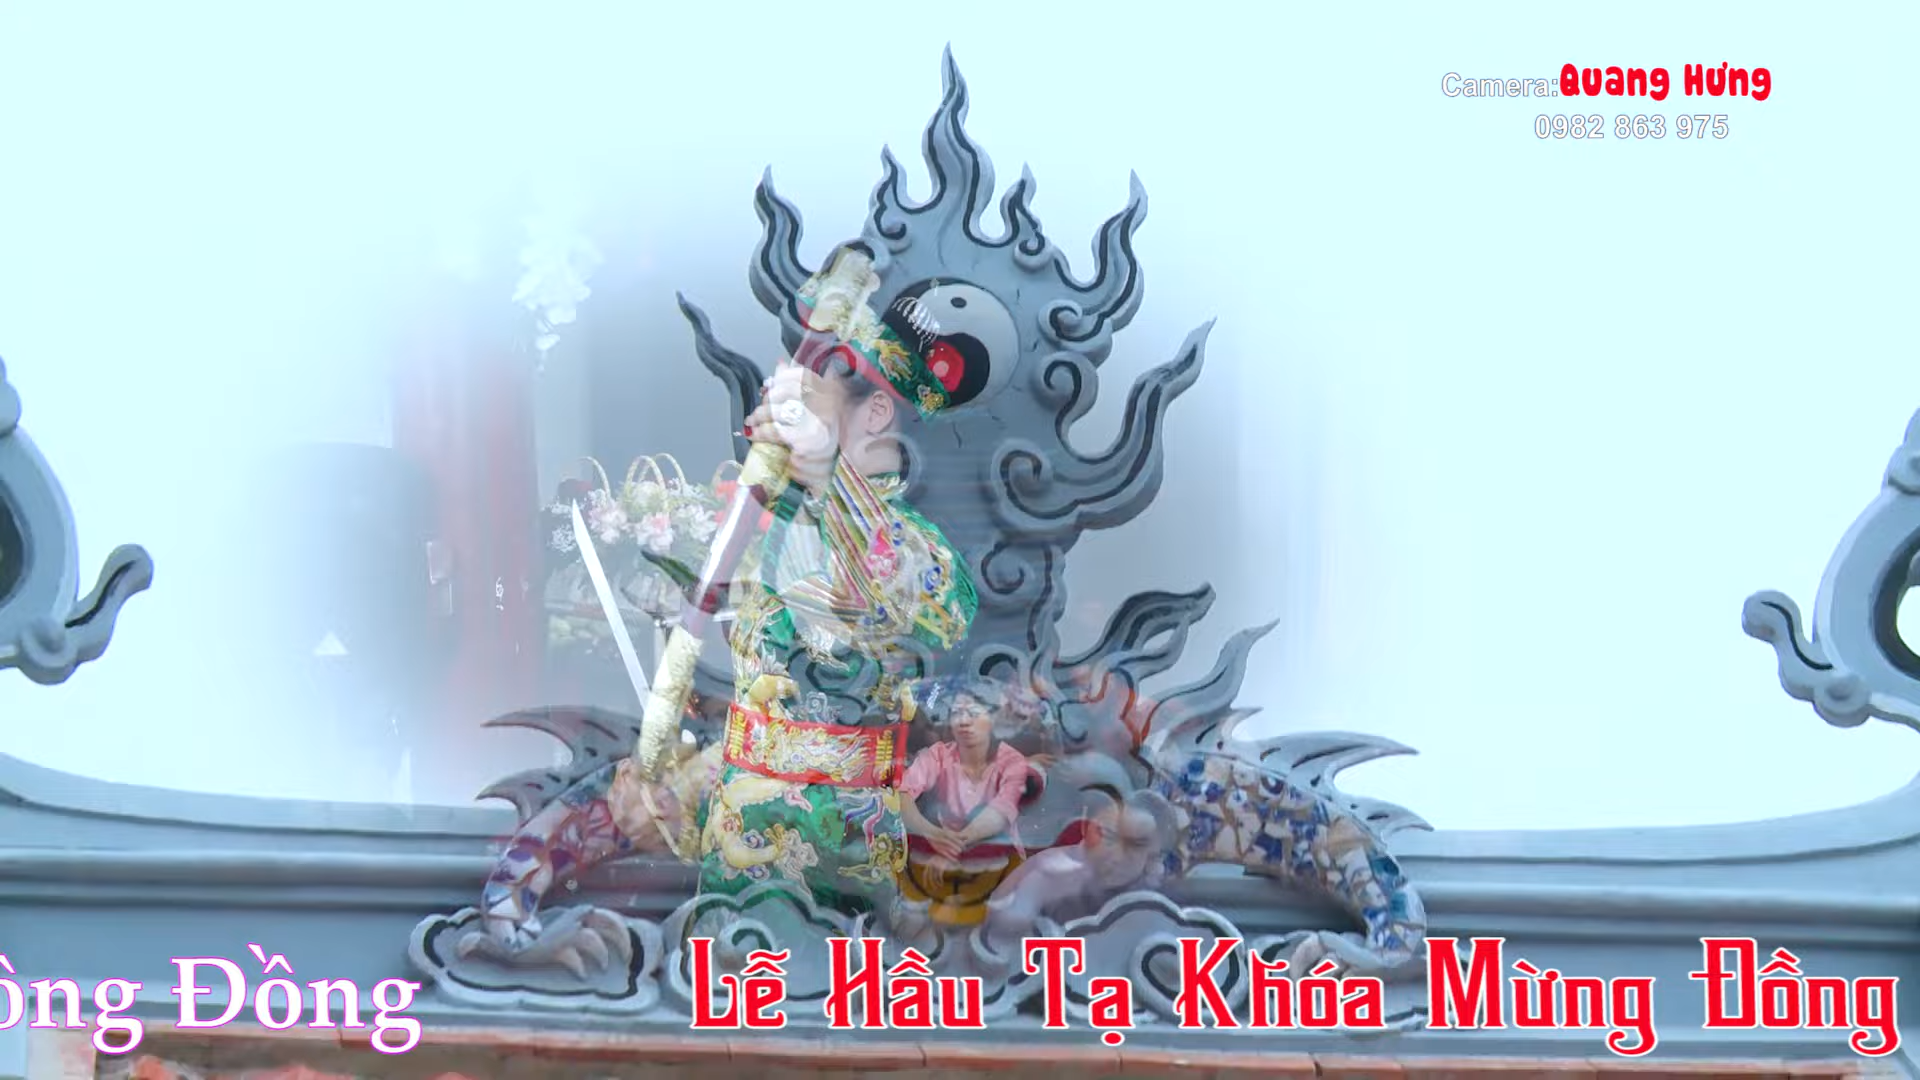 Camera:Quang Hưng
0982 863 975
Đồng Lễ Hầu Tạ Khóa Mừng Đồng